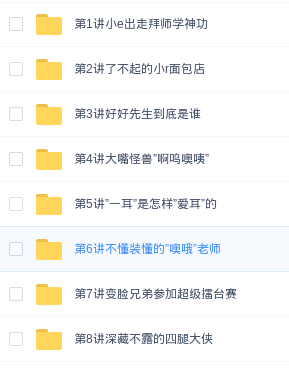 第1讲小e出走拜师学神功
第2讲了不起的小r面包店
第3讲好好先生到底是谁
第4讲大嘴怪兽”啊呜噢咦”
第5讲”一耳”是怎样”爱耳”的
第6讲不懂装懂的”噢哦”老师
第7讲变脸兄弟参加超级擂台赛
第8讲深藏不露的四腿大侠